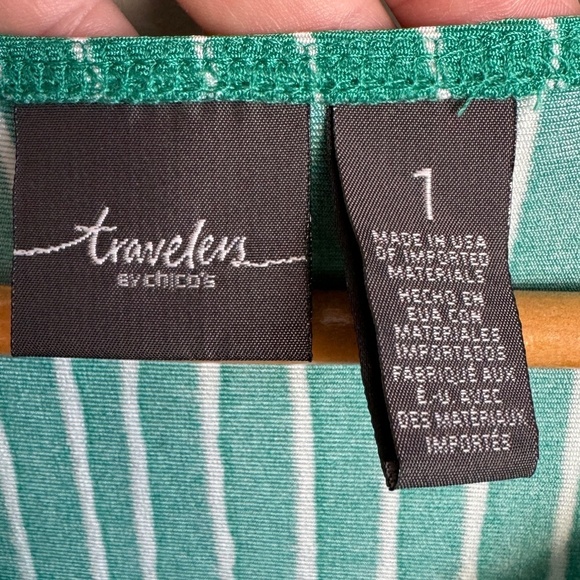 travelers
BY CHICO'S
1
MADE IN USA
OF IMPORTED
MATERIALS
HECHO EN
EUA CON
MATERIALES
IMPORTADOS
FABRIQUÉ AUX
É.-U AVEC
DES MATÉRIAUX
IMPORTÉS